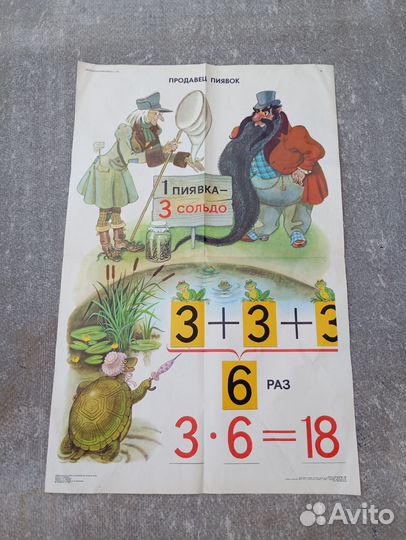 ПРОДАВЕЦ ПИЯВОК
1 ПИЯВКА—
3 СОЛЬДО
3+3+3
6 РАЗ
3·6=18
Avito